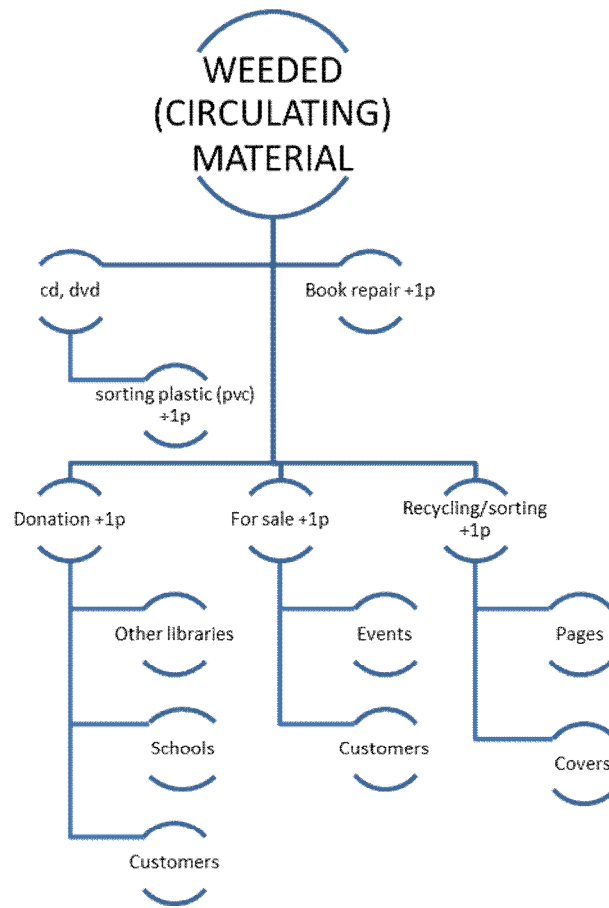 WEEDED
(CIRCULATING)
MATERIAL
cd, dvd
Book repair +1p
sorting plastic (pvc)
+1p
Donation +1p
For sale +1p
Recycling/sorting
+1p
Other libraries
Events
Pages
Schools
Customers
Covers
Customers